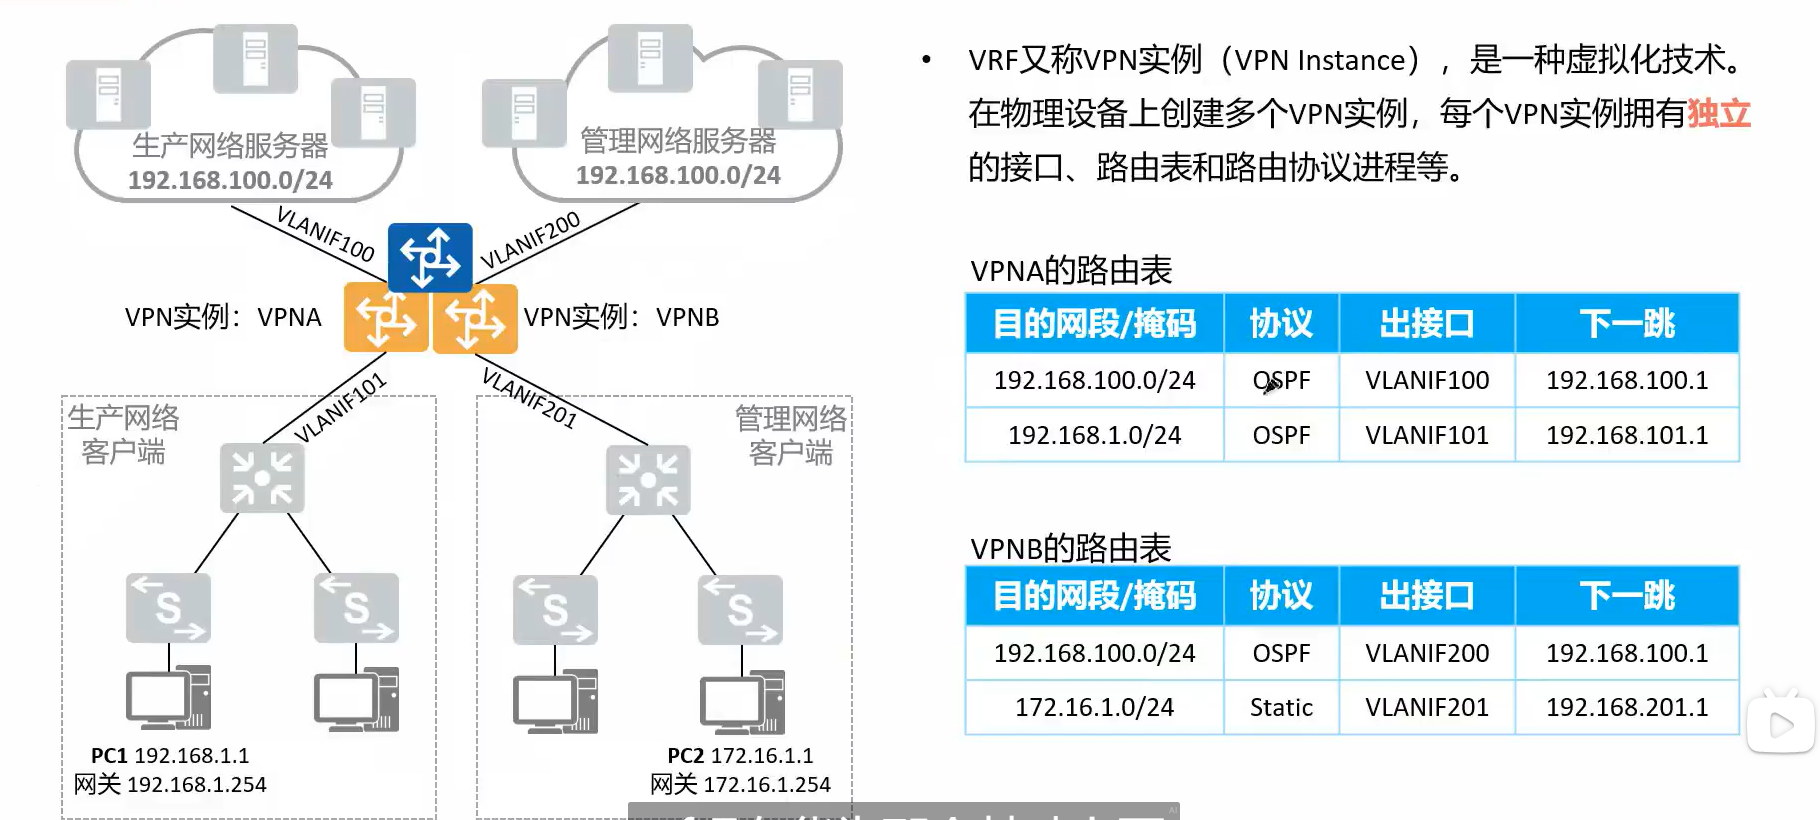 生产网络服务器
192.168.100.0/24
管理网络服务器
192.168.100.0/24
VLANIF100
VLANIF200
VPN实例：VPNA
VPN实例：VPNB
VLANIF101
VLANIF201
生产网络
客户端
管理网络
客户端
S
S
S
S
PC1 192.168.1.1
网关 192.168.1.254
PC2 172.16.1.1
网关 172.16.1.254
• VRF又称VPN实例（VPN Instance），是一种虚拟化技术。
在物理设备上创建多个VPN实例，每个VPN实例拥有独立
的接口、路由表和路由协议进程等。
VPNA的路由表
目的网段/掩码 协议 出接口 下一跳
192.168.100.0/24 OSPF VLANIF100 192.168.100.1
192.168.1.0/24 OSPF VLANIF101 192.168.101.1
VPNB的路由表
目的网段/掩码 协议 出接口 下一跳
192.168.100.0/24 OSPF VLANIF200 192.168.100.1
172.16.1.0/24 Static VLANIF201 192.168.201.1